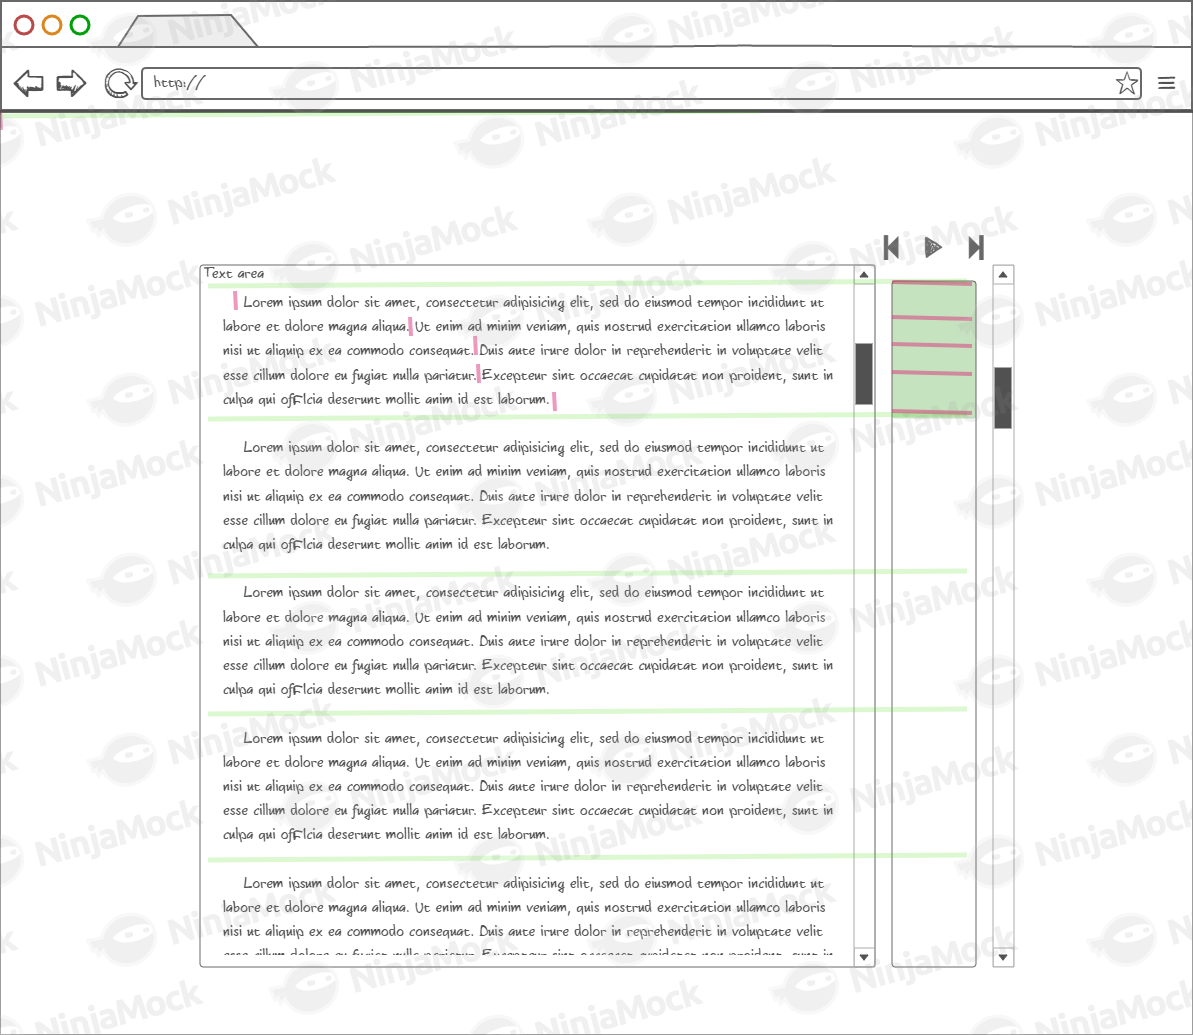 http://
Text area
Lorem ipsum dolor sit amet, consectetur adipisicing elit, sed do eiusmod tempor incididunt ut
labore et dolore magna aliqua. Ut enim ad minim veniam, quis nostrud exercitation ullamco laboris
nisi ut aliquip ex ea commodo consequat. Duis aute irure dolor in reprehenderit in voluptate velit
esse cillum dolore eu fugiat nulla pariatur. Excepteur sint occaecat cupidatat non proident, sunt in
culpa qui officia deserunt mollit anim id est laborum.
Lorem ipsum dolor sit amet, consectetur adipisicing elit, sed do eiusmod tempor incididunt ut
labore et dolore magna aliqua. Ut enim ad minim veniam, quis nostrud exercitation ullamco laboris
nisi ut aliquip ex ea commodo consequat. Duis aute irure dolor in reprehenderit in voluptate velit
esse cillum dolore eu fugiat nulla pariatur. Excepteur sint occaecat cupidatat non proident, sunt in
culpa qui officia deserunt mollit anim id est laborum.
Lorem ipsum dolor sit amet, consectetur adipisicing elit, sed do eiusmod tempor incididunt ut
labore et dolore magna aliqua. Ut enim ad minim veniam, quis nostrud exercitation ullamco laboris
nisi ut aliquip ex ea commodo consequat. Duis aute irure dolor in reprehenderit in voluptate velit
esse cillum dolore eu fugiat nulla pariatur. Excepteur sint occaecat cupidatat non proident, sunt in
culpa qui officia deserunt mollit anim id est laborum.
Lorem ipsum dolor sit amet, consectetur adipisicing elit, sed do eiusmod tempor incididunt ut
labore et dolore magna aliqua. Ut enim ad minim veniam, quis nostrud exercitation ullamco laboris
nisi ut aliquip ex ea commodo consequat. Duis aute irure dolor in reprehenderit in voluptate velit
esse cillum dolore eu fugiat nulla pariatur. Excepteur sint occaecat cupidatat non proident, sunt in
culpa qui officia deserunt mollit anim id est laborum.
Lorem ipsum dolor sit amet, consectetur adipisicing elit, sed do eiusmod tempor incididunt ut
labore et dolore magna aliqua. Ut enim ad minim veniam, quis nostrud exercitation ullamco laboris
nisi ut aliquip ex ea commodo consequat. Duis aute irure dolor in reprehenderit in voluptate velit
NinjaMock